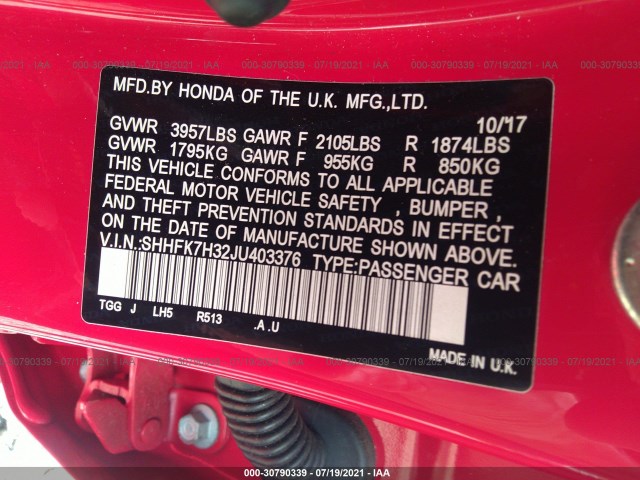 MFD.BY HONDA OF THE U.K. MFG.,LTD.
10/17
GVWR 3957LBS GAWR F 2105LBS R 1874LBS
GVWR 1795KG GAWR F 955KG R 850KG
THIS VEHICLE CONFORMS TO ALL APPLICABLE
FEDERAL MOTOR VEHICLE SAFETY , BUMPER ,
AND THEFT PREVENTION STANDARDS IN EFFECT
ON THE DATE OF MANUFACTURE SHOWN ABOVE.
V.I.N.:SHHFK7H32JU403376 TYPE:PASSENGER CAR
TGG J LH5 R513 .A.U
MADE IN U.K.
000-30790339 - 07/19/2021 - IAA